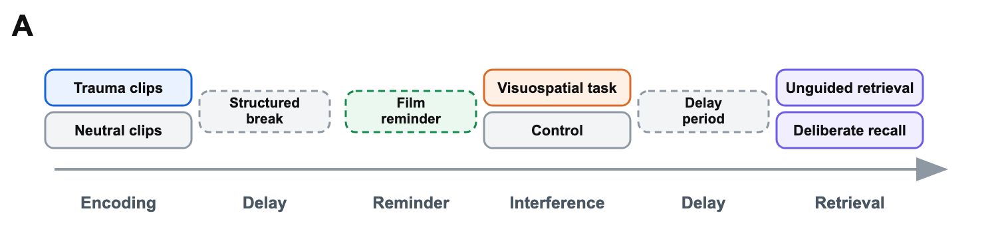 A
Trauma clips
Neutral clips
Structured
break
Film
reminder
Visuospatial task
Control
Delay
period
Unguided retrieval
Deliberate recall
Encoding
Delay
Reminder
Interference
Delay
Retrieval